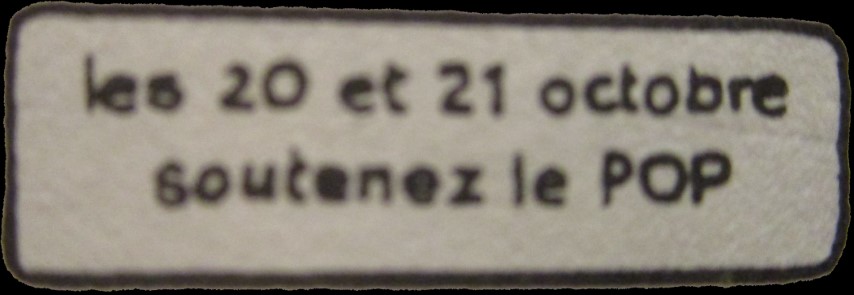 les 20 et 21 octobre
soutenez le POP